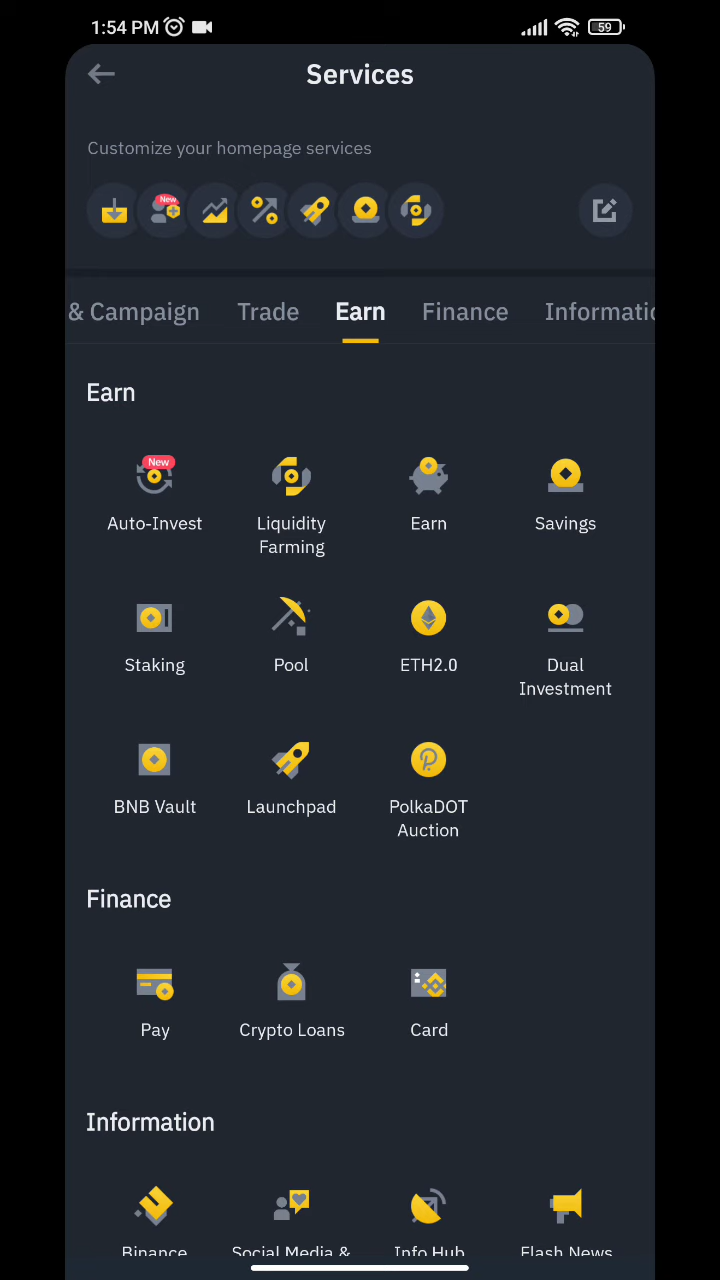 1:54 PM 59
Services
Customize your homepage services
New
& Campaign Trade Earn Finance Informatic
Earn
New
Auto-Invest Liquidity Farming Earn Savings
Staking Pool ETH2.0 Dual Investment
BNB Vault Launchpad PolkaDOT Auction
Finance
Pay Crypto Loans Card
Information
Binance Social Media & Info Hub Flash News